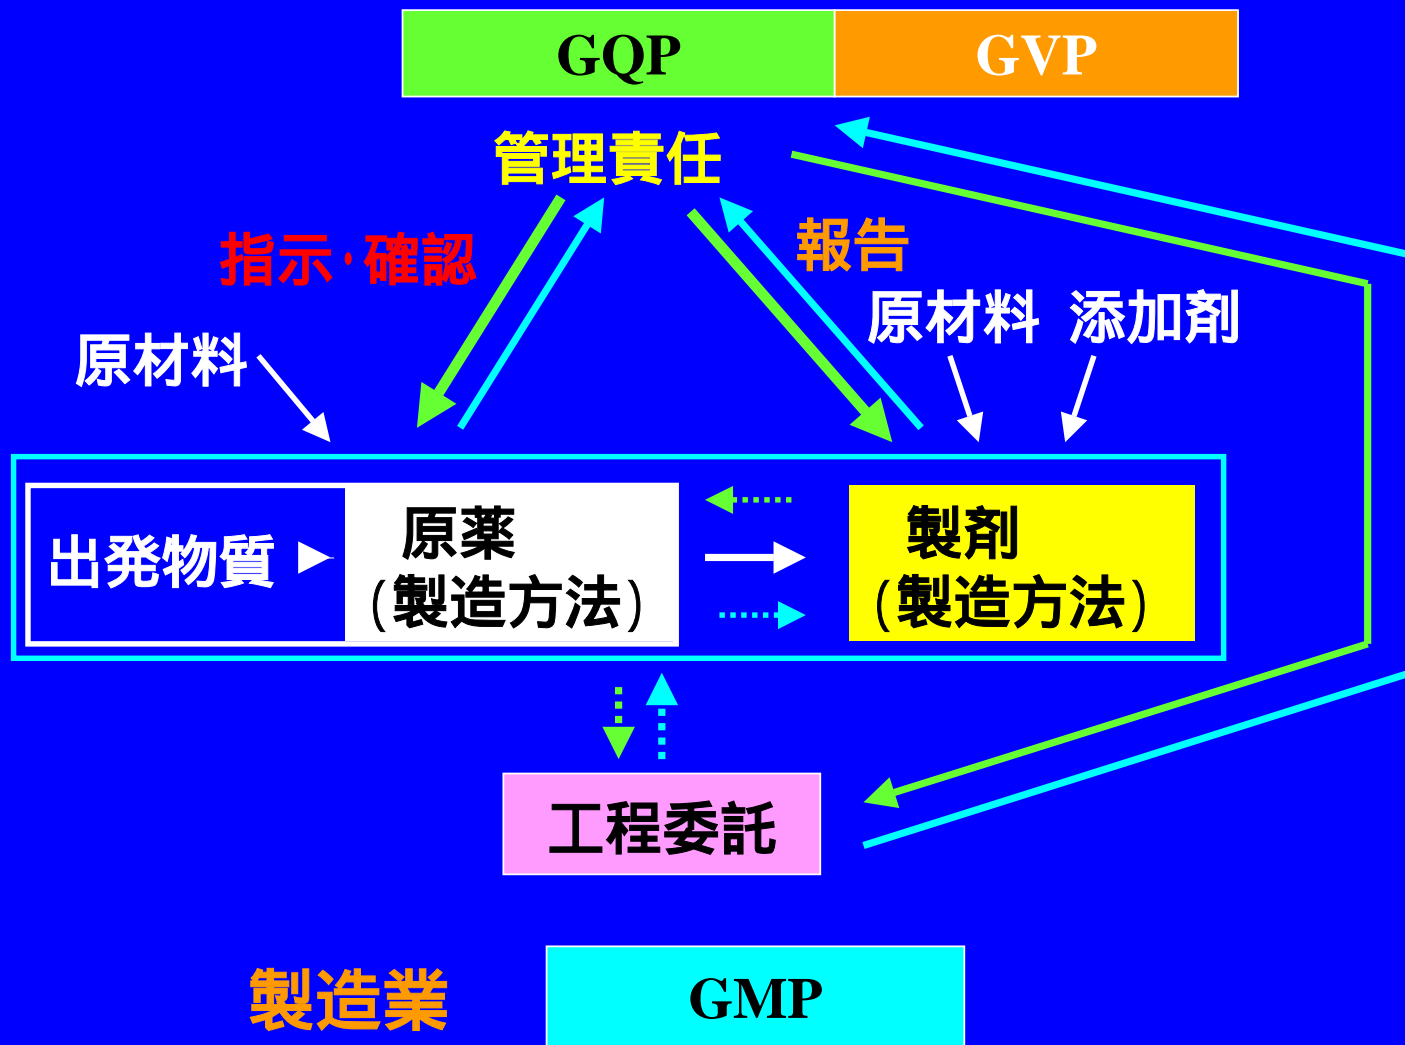 GQP GVP
管理責任
指示・確認
報告
原材料
原材料 添加剤
出発物質
原薬
(製造方法)
製剤
(製造方法)
工程委託
製造業
GMP